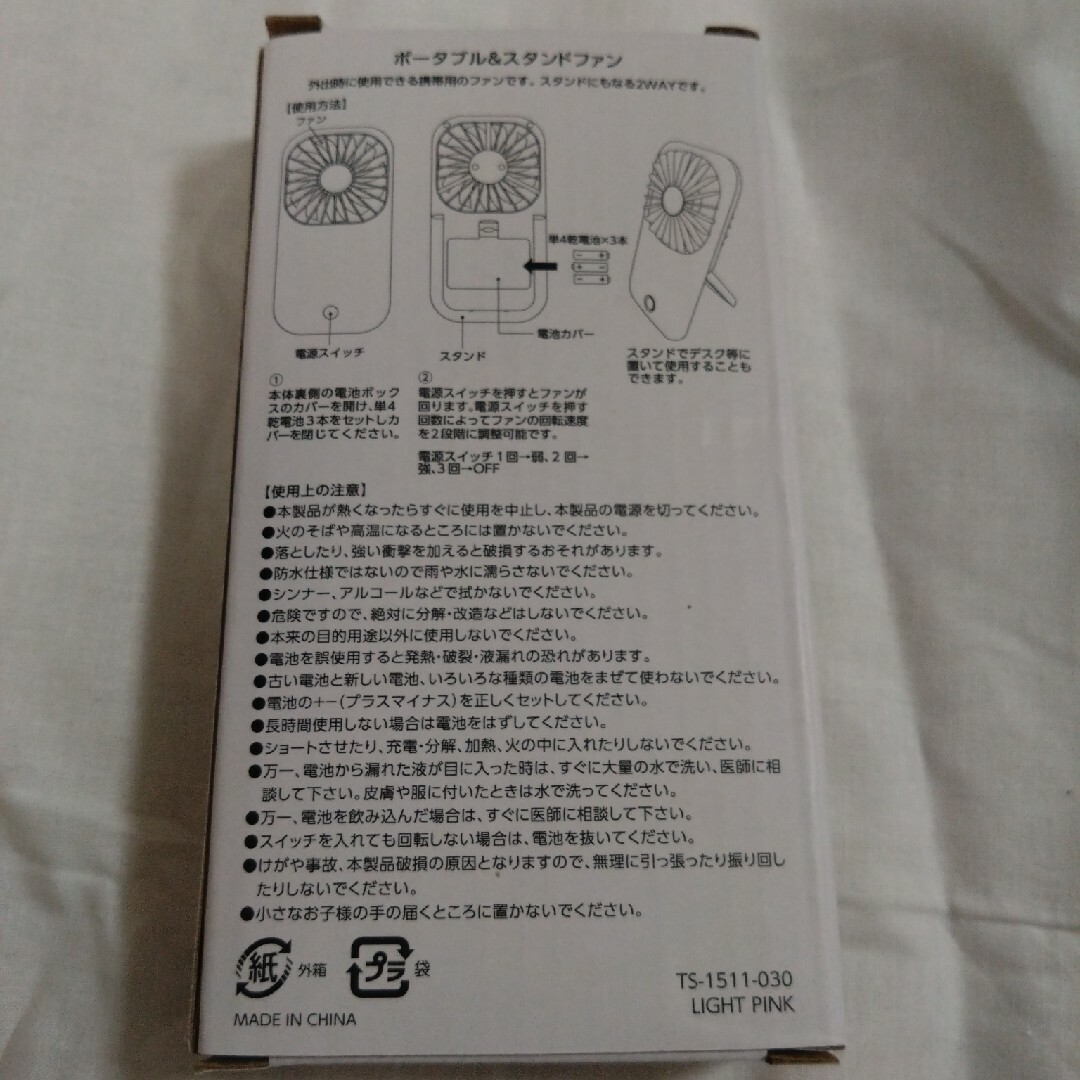 ポータブル&スタンドファン
外出時に使用できる携帯用のファンです。スタンドにもなる2WAYです。
【使用方法】
ファン
単4乾電池×3本
電池カバー
電源スイッチ
スタンド
スタンドでデスク等に
置いて使用することも
できます。
①
本体裏側の電池ボック
スのカバーを開け、単4
乾電池3本をセットしカ
バーを閉じてください。
②
電源スイッチを押すとファンが
回ります。電源スイッチを押す
回数によってファンの回転速度
を2段階に調整可能です。
電源スイッチ1回→弱、2回→
強、3回→OFF
【使用上の注意】
●本製品が熱くなったらすぐに使用を中止し、本製品の電源を切ってください。
●火のそばや高温になるところには置かないでください。
●落としたり、強い衝撃を加えると破損するおそれがあります。
●防水仕様ではないので雨や水に濡らさないでください。
●シンナー、アルコールなどで拭かないでください。
●危険ですので、絶対に分解・改造などはしないでください。
●本来の目的用途以外に使用しないでください。
●電池を誤使用すると発熱・破裂・液漏れの恐れがあります。
●古い電池と新しい電池、いろいろな種類の電池をまぜて使わないでください。
●電池の+−(プラスマイナス)を正しくセットしてください。
●長時間使用しない場合は電池をはずしてください。
●ショートさせたり、充電・分解、加熱、火の中に入れたりしないでください。
●万一、電池から漏れた液が目に入った時は、すぐに大量の水で洗い、医師に相
談して下さい。皮膚や服に付いたときは水で洗ってください。
●万一、電池を飲み込んだ場合は、すぐに医師に相談して下さい。
●スイッチを入れても回転しない場合は、電池を抜いてください。
●けがや事故、本製品破損の原因となりますので、無理に引っ張ったり振り回し
たりしないでください。
●小さなお子様の手の届くところに置かないでください。
紙 外箱 プラ 袋
TS-1511-030
LIGHT PINK
MADE IN CHINA